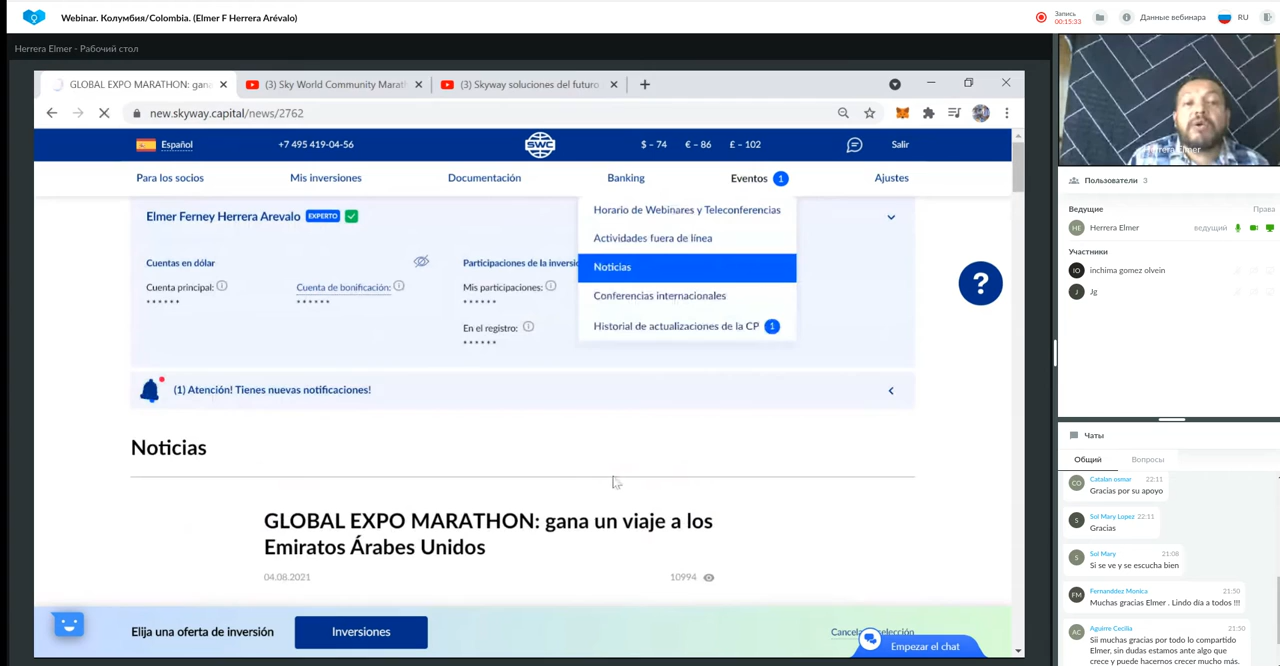 Webinar. Колумбия/Colombia. (Elmer F Herrera Arévalo)
Запись
00:15:33
Данные вебинара
RU
Herrera Elmer - Рабочий стол
GLOBAL EXPO MARATHON: gana
(3) Sky World Community Marat
(3) Skyway soluciones del futuro
new.skyway.capital/news/2762
Español
+7 495 419-04-56
SWC
$ – 74
€ – 86
£ – 102
Salir
Para los socios
Mis inversiones
Documentación
Banking
Eventos 1
Ajustes
Elmer Ferney Herrera Arevalo EXPERTO
Horario de Webinares y Teleconferencias
Actividades fuera de línea
Noticias
Conferencias internacionales
Historial de actualizaciones de la CP 1
Cuentas en dólar
Cuenta principal:
Cuenta de bonificación:
Participaciones de la inversió
Mis participaciones:
En el registro:
?
(1) Atención! Tienes nuevas notificaciones!
Noticias
GLOBAL EXPO MARATHON: gana un viaje a los
Emiratos Árabes Unidos
04.08.2021
10994
Elija una oferta de inversión
Inversiones
Empezar el chat
Herrera Elmer
Пользователи 3
Ведущие
Права
HE
Herrera Elmer
ведущий
Участники
IO
inchima gomez olvein
J
Jg
Чаты
Общий
Вопросы
CO
Catalan osmar 22:11
Gracias por su apoyo
S
Sol Mary Lopez 22:11
Gracias
S
Sol Mary 21:08
Si se ve y se escucha bien
FM
Fernanddez Monica 21:50
Muchas gracias Elmer . Lindo día a todos !!!
AC
Aguirre Cecilia 21:50
Sii muchas gracias por todo lo compartido
Elmer, sin dudas estamos ante algo que
crece y puede hacernos crecer mucho más.